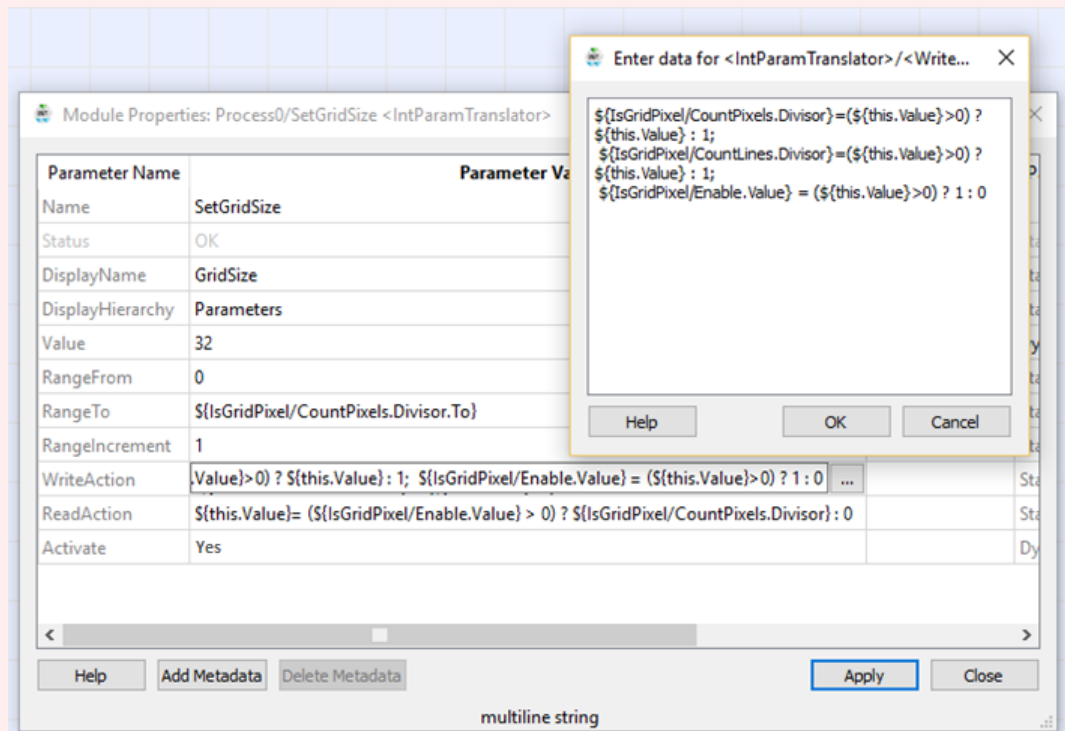 Enter data for <IntParamTranslator>/<Write...
${IsGridPixel/CountPixels.Divisor}=(${this.Value}>0) ?
${this.Value} : 1;
${IsGridPixel/CountLines.Divisor}=(${this.Value}>0) ?
${this.Value} : 1;
${IsGridPixel/Enable.Value} = (${this.Value}>0) ? 1 : 0
Help OK Cancel
Module Properties: Process0/SetGridSize <IntParamTranslator>
Parameter Name Parameter Va
Name SetGridSize
Status OK
DisplayName GridSize
DisplayHierarchy Parameters
Value 32
RangeFrom 0
RangeTo ${IsGridPixel/CountPixels.Divisor.To}
RangeIncrement 1
WriteAction .Value}>0) ? ${this.Value} : 1; ${IsGridPixel/Enable.Value} = (${this.Value}>0) ? 1 : 0 ... Sta
ReadAction ${this.Value}= (${IsGridPixel/Enable.Value} > 0) ? ${IsGridPixel/CountPixels.Divisor} : 0 Sta
Activate Yes Dy
Help Add Metadata Delete Metadata Apply Close
multiline string